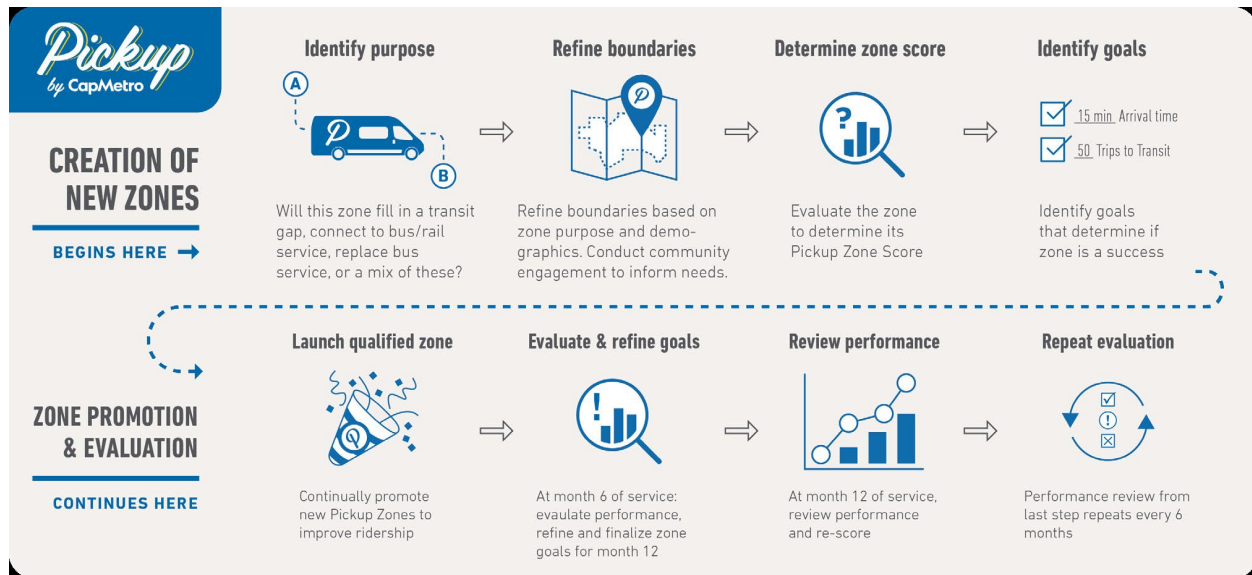 Pickup
by CapMetro
CREATION OF
NEW ZONES
BEGINS HERE
Identify purpose
A
B
Will this zone fill in a transit
gap, connect to bus/rail
service, replace bus
service, or a mix of these?
Refine boundaries
Refine boundaries based on
zone purpose and demo-
graphics. Conduct community
engagement to inform needs.
Determine zone score
?
Evaluate the zone
to determine its
Pickup Zone Score
Identify goals
15 min Arrival time
50 Trips to Transit
Identify goals
that determine if
zone is a success
ZONE PROMOTION
& EVALUATION
CONTINUES HERE
Launch qualified zone
Continually promote
new Pickup Zones to
improve ridership
Evaluate & refine goals
!
At month 6 of service:
evaulate performance,
refine and finalize zone
goals for month 12
Review performance
At month 12 of service,
review performance
and re-score
Repeat evaluation
!
Performance review from
last step repeats every 6
months